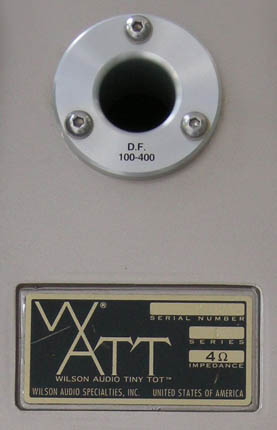 D.F.
100-400
WATT®
SERIAL NUMBER
SERIES
4Ω
IMPEDANCE
WILSON AUDIO TINY TOT™
WILSON AUDIO SPECIALTIES, INC. UNITED STATES OF AMERICA